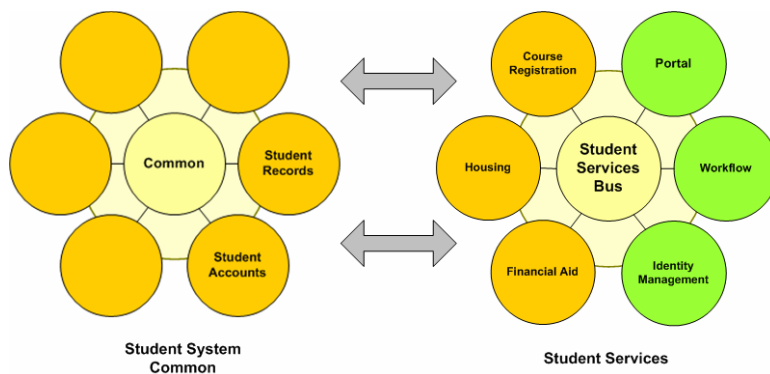 Common
Student
Records
Student
Accounts
Student System
Common
Course
Registration
Portal
Housing
Student
Services
Bus
Workflow
Financial Aid
Identity
Management
Student Services